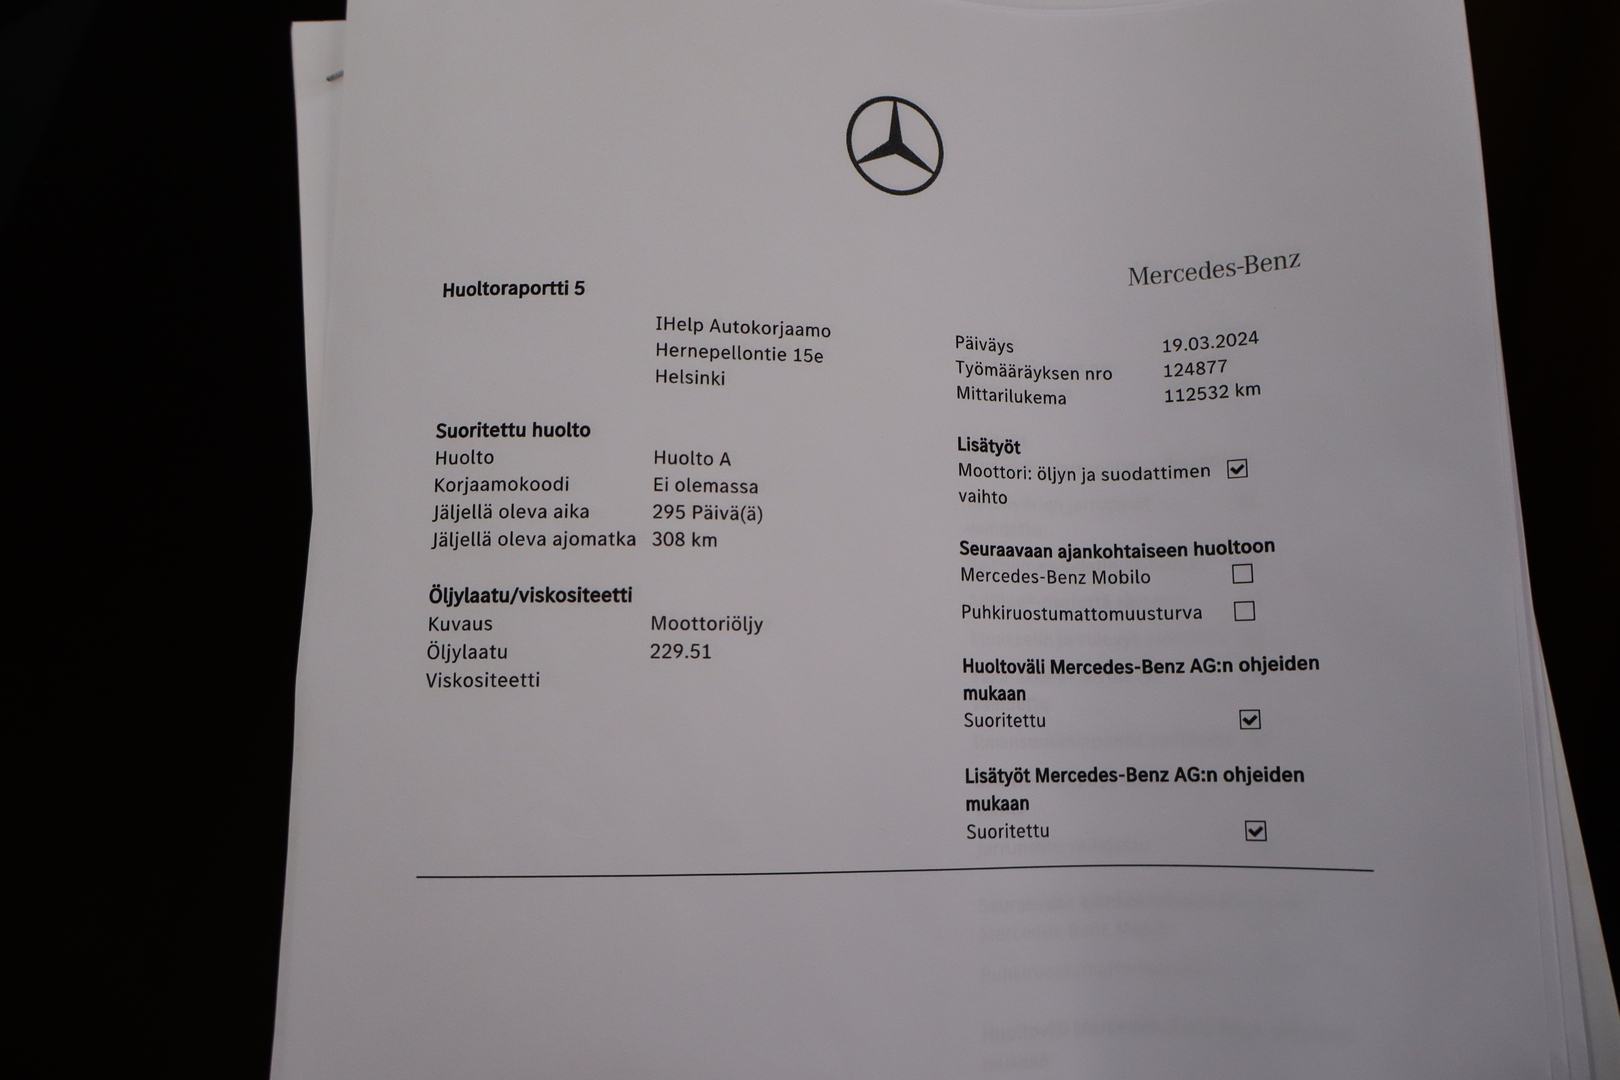 Mercedes-Benz
Huoltoraportti 5
IHelp Autokorjaamo
Hernepellontie 15e
Helsinki
Päiväys 19.03.2024
Työmääräyksen nro 124877
Mittarilukema 112532 km
Suoritettu huolto
Huolto Huolto A
Korjaamokoodi Ei olemassa
Jäljellä oleva aika 295 Päivä(ä)
Jäljellä oleva ajomatka 308 km
Öljylaatu/viskositeetti
Kuvaus Moottoriöljy
Öljylaatu 229.51
Viskositeetti
Lisätyöt
Moottori: öljyn ja suodattimen
vaihto
Seuraavaan ajankohtaiseen huoltoon
Mercedes-Benz Mobilo
Puhkiruostumattomuusturva
Huoltoväli Mercedes-Benz AG:n ohjeiden
mukaan
Suoritettu
Lisätyöt Mercedes-Benz AG:n ohjeiden
mukaan
Suoritettu